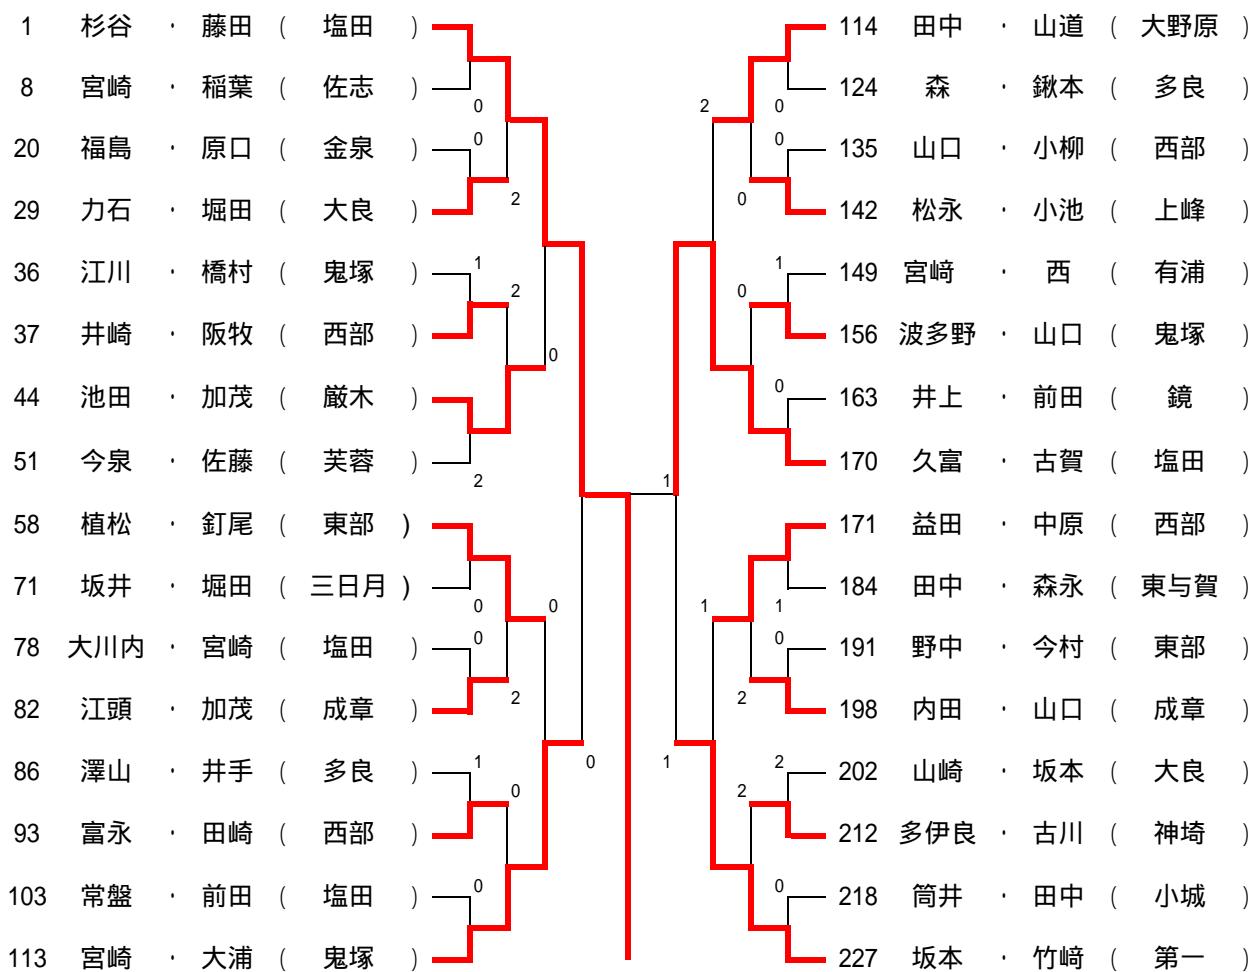 1 杉谷 ・ 藤田 ( 塩田 )
8 宮崎 ・ 稲葉 ( 佐志 )
0
20 福島 ・ 原口 ( 金泉 )
0
29 力石 ・ 堀田 ( 大良 )
2
36 江川 ・ 橋村 ( 鬼塚 )
1
2
37 井崎 ・ 阪牧 ( 西部 )
0
44 池田 ・ 加茂 ( 厳木 )
51 今泉 ・ 佐藤 ( 芙蓉 )
2
58 植松 ・ 釘尾 ( 東部 )
71 坂井 ・ 堀田 ( 三日月 )
0
0
78 大川内 ・ 宮崎 ( 塩田 )
0
82 江頭 ・ 加茂 ( 成章 )
2
86 澤山 ・ 井手 ( 多良 )
1
0
0
93 富永 ・ 田崎 ( 西部 )
103 常盤 ・ 前田 ( 塩田 )
0
113 宮崎 ・ 大浦 ( 鬼塚 )
114 田中 ・ 山道 ( 大野原 )
124 森 ・ 鍬本 ( 多良 )
2
0
135 山口 ・ 小柳 ( 西部 )
0
142 松永 ・ 小池 ( 上峰 )
0
149 宮﨑 ・ 西 ( 有浦 )
1
0
156 波多野 ・ 山口 ( 鬼塚 )
163 井上 ・ 前田 ( 鏡 )
0
170 久富 ・ 古賀 ( 塩田 )
1
171 益田 ・ 中原 ( 西部 )
184 田中 ・ 森永 ( 東与賀 )
1
1
191 野中 ・ 今村 ( 東部 )
0
198 内田 ・ 山口 ( 成章 )
2
202 山崎 ・ 坂本 ( 大良 )
1
2
2
212 多伊良 ・ 古川 ( 神埼 )
218 筒井 ・ 田中 ( 小城 )
0
227 坂本 ・ 竹﨑 ( 第一 )